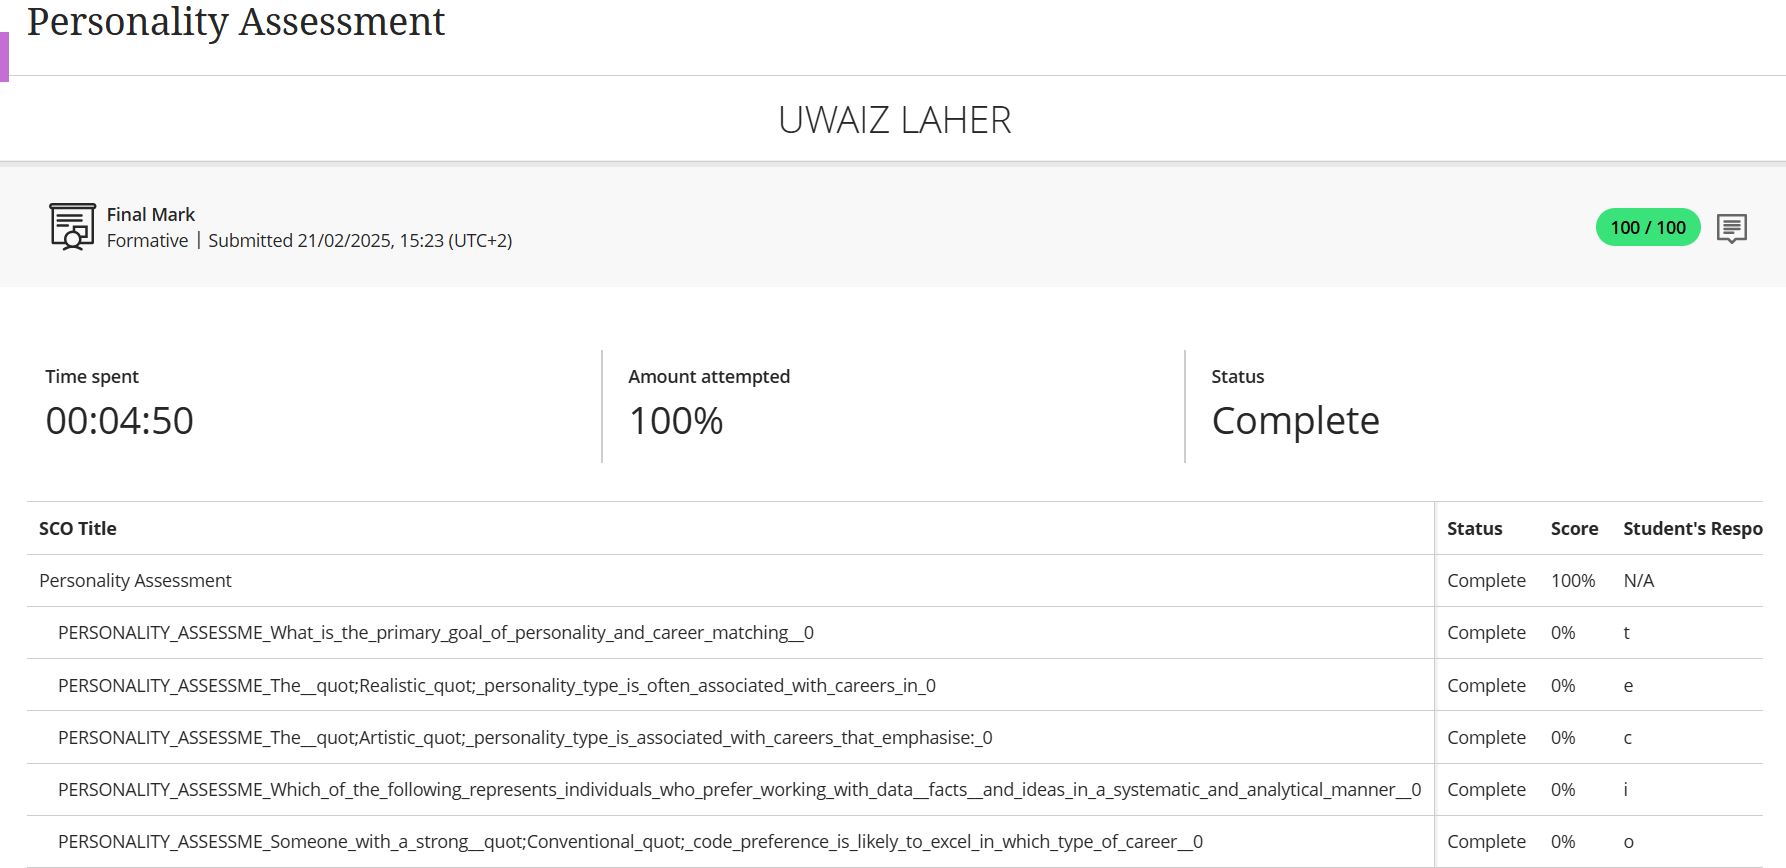 Personality Assessment
UWAIZ LAHER
Final Mark
Formative | Submitted 21/02/2025, 15:23 (UTC+2)
100 / 100
Time spent
00:04:50
Amount attempted
100%
Status
Complete
SCO Title Status Score Student's Respo
Personality Assessment Complete 100% N/A
PERSONALITY_ASSESSME_What_is_the_primary_goal_of_personality_and_career_matching__0 Complete 0% t
PERSONALITY_ASSESSME_The__quot;Realistic_quot;_personality_type_is_often_associated_with_careers_in_0 Complete 0% e
PERSONALITY_ASSESSME_The__quot;Artistic_quot;_personality_type_is_associated_with_careers_that_emphasise:_0 Complete 0% c
PERSONALITY_ASSESSME_Which_of_the_following_represents_individuals_who_prefer_working_with_data__facts__and_ideas_in_a_systematic_and_analytical_manner__0 Complete 0% i
PERSONALITY_ASSESSME_Someone_with_a_strong__quot;Conventional_quot;_code_preference_is_likely_to_excel_in_which_type_of_career__0 Complete 0% o